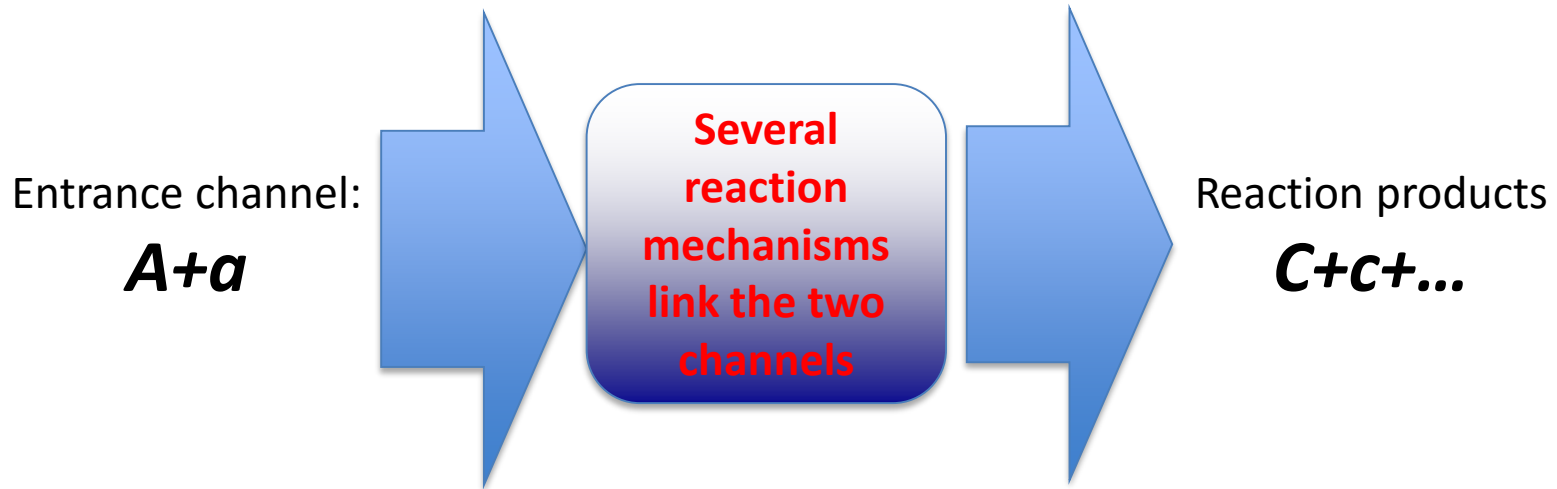 Entrance channel:
A+a
Several
reaction
mechanisms
link the two
channels
Reaction products
C+c+...